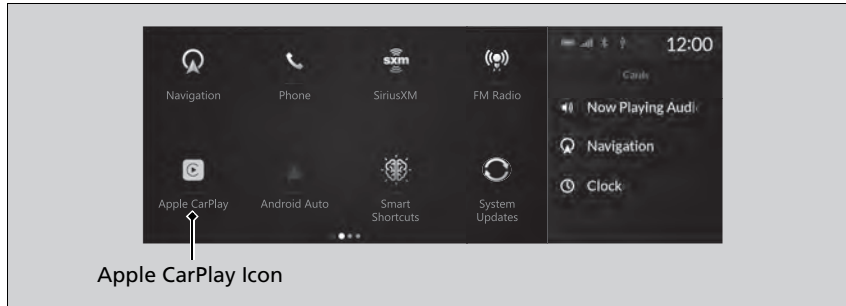 12:00
Cards
sxm
Navigation
Phone
SiriusXM
FM Radio
Now Playing Audi
Navigation
Clock
Apple CarPlay
Android Auto
Smart
Shortcuts
System
Updates
Apple CarPlay Icon